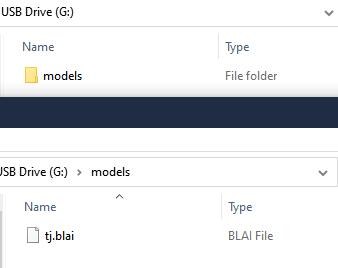 USB Drive (G:)
Name Type
models File folder
USB Drive (G:) > models
Name Type
tj.blai BLAI File